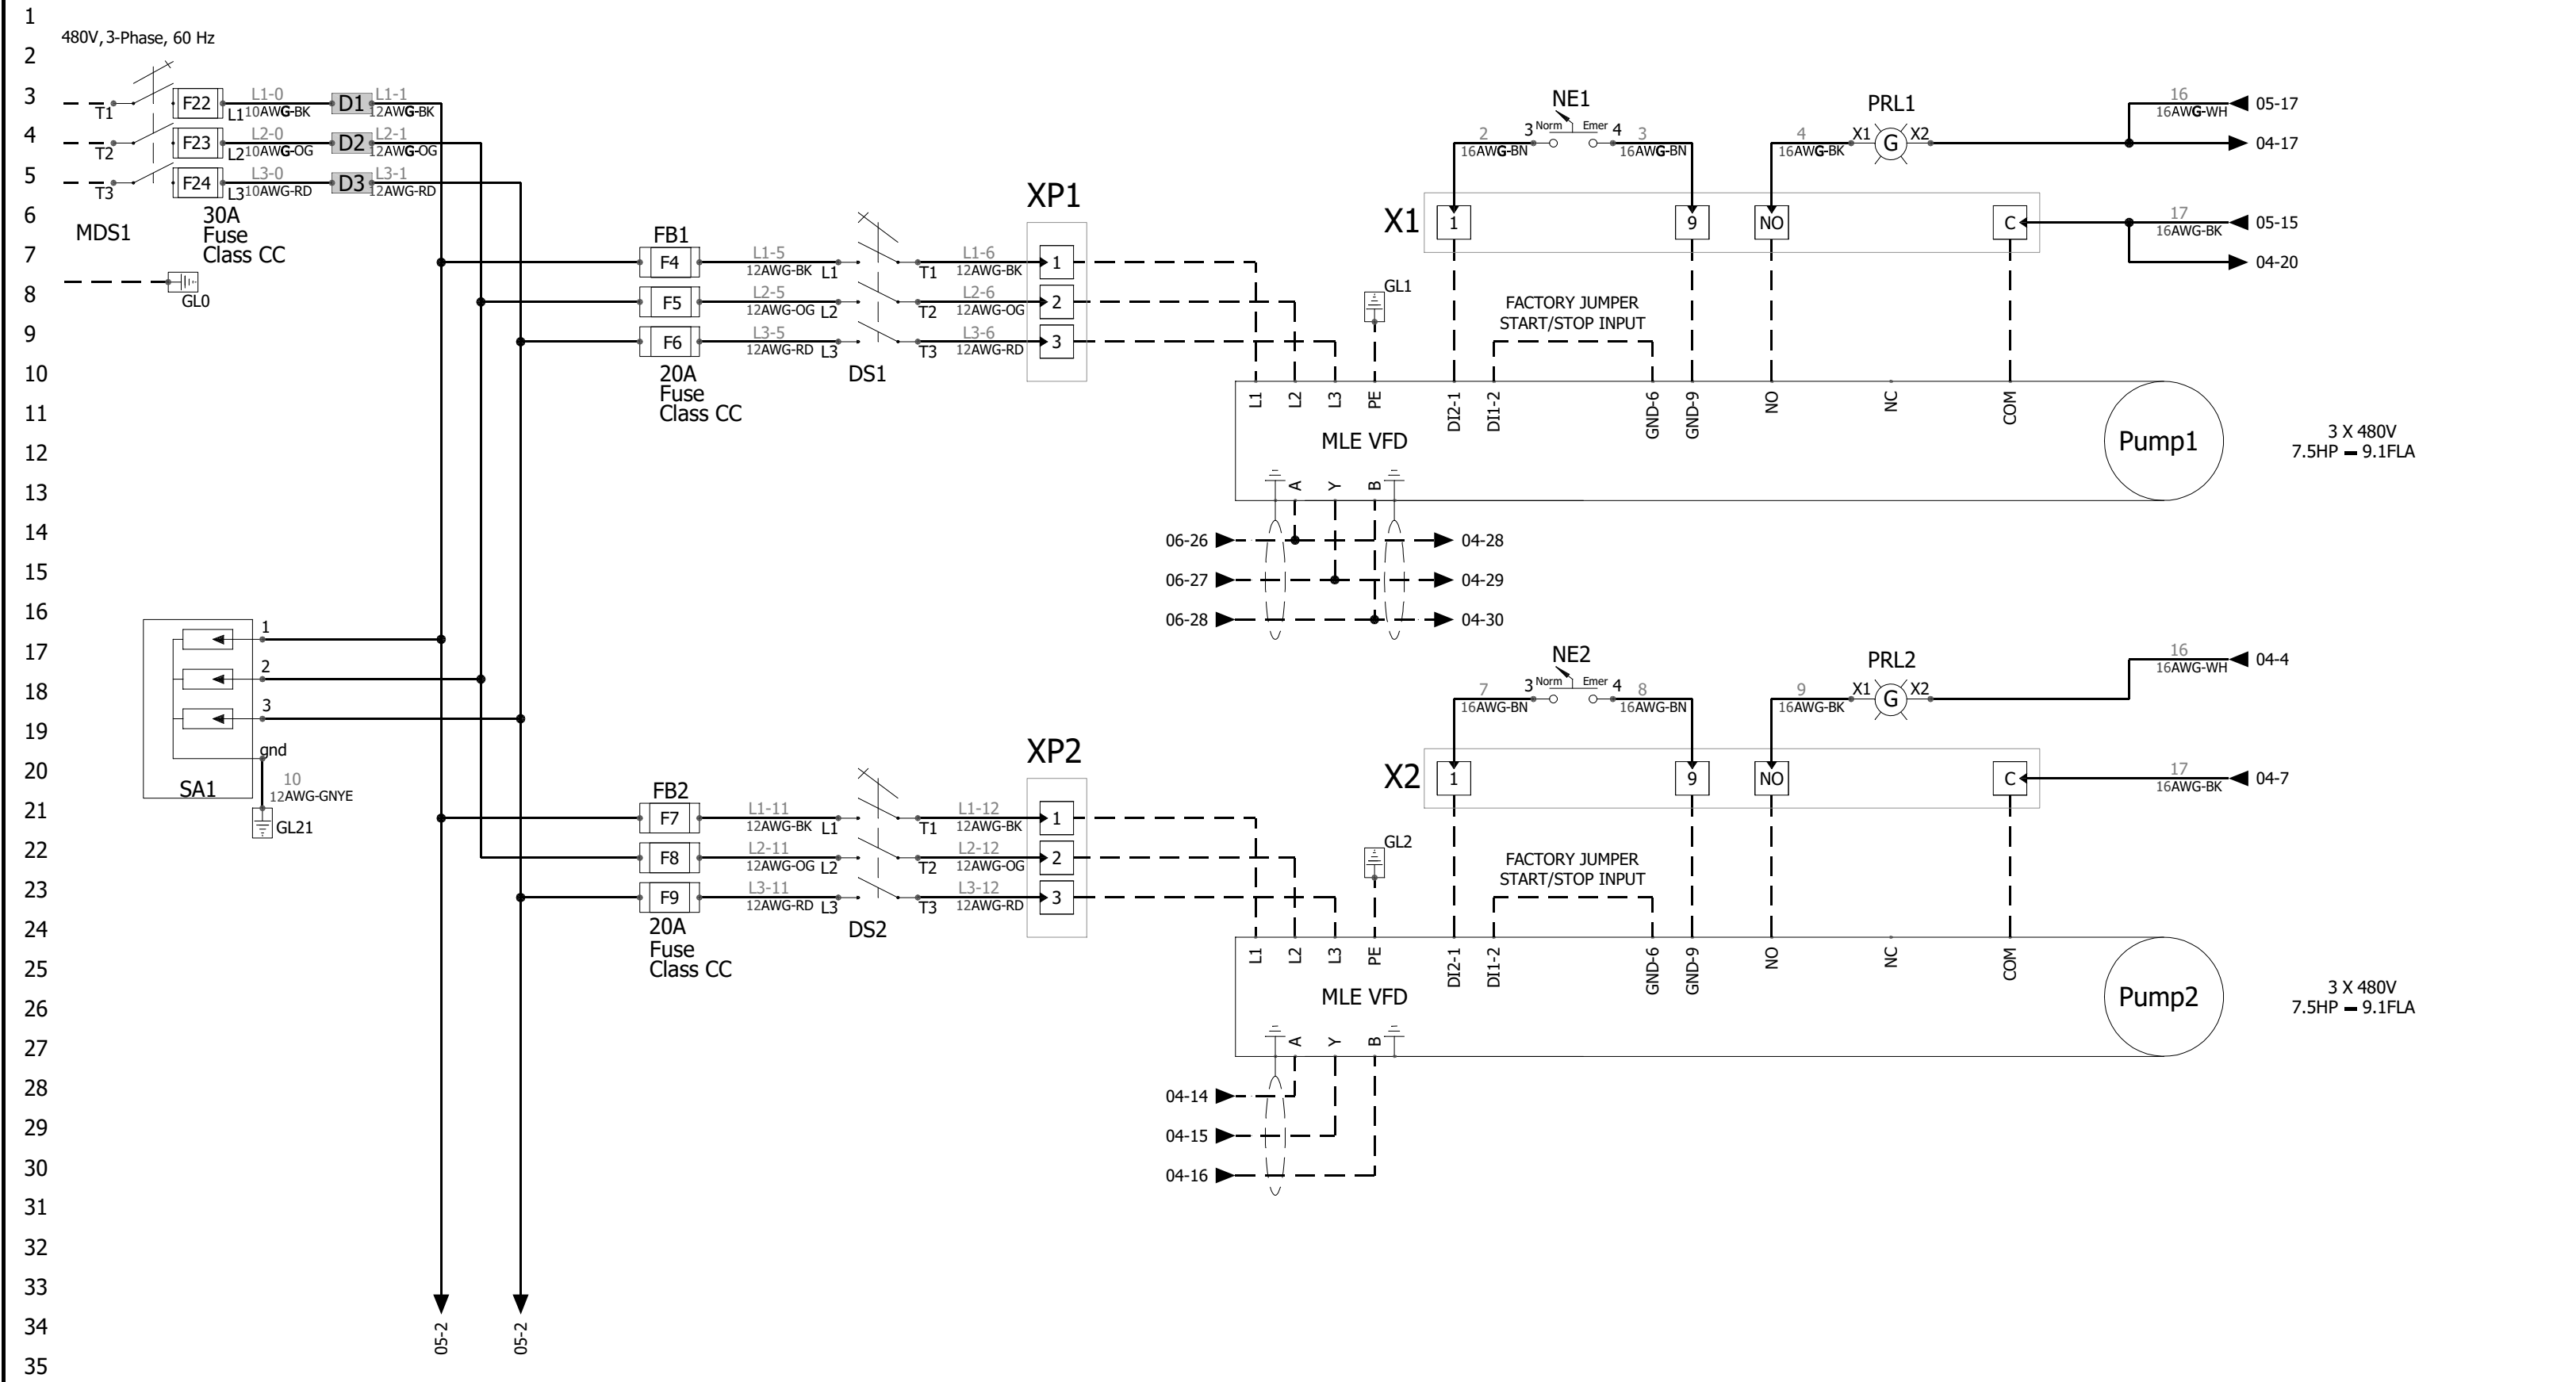 1
480V, 3-Phase, 60 Hz
2
3
T1 F22 L1 L1-0 10AWG-BK D1 L1-1 12AWG-BK
4
T2 F23 L2 L2-0 10AWG-OG D2 L2-1 12AWG-OG
5
T3 F24 L3 L3-0 10AWG-RD D3 L3-1 12AWG-RD
6
MDS1
30A
Fuse
Class CC
7
8
GL0
9
10
11
12
13
14
15
16
17
18
19
20
21
22
23
24
25
26
27
28
29
30
31
32
33
34
35
1
2
3
gnd
SA1
10
12AWG-GNYE
GL21
05-2
05-2
FB1
F4 L1-5 12AWG-BK L1 T1 L1-6 12AWG-BK
F5 L2-5 12AWG-OG L2 T2 L2-6 12AWG-OG
F6 L3-5 12AWG-RD L3 T3 L3-6 12AWG-RD
20A
Fuse
Class CC
DS1
XP1
1
2
3
GL1
NE1
2 16AWG-BN 3 Norm Emer 4 3 16AWG-BN
PRL1
4 16AWG-BK X1 G X2
16 16AWG-WH 05-17
04-17
X1 1 9 NO C
17 16AWG-BK 05-15
04-20
FACTORY JUMPER
START/STOP INPUT
L1 L2 L3 PE DI2-1 DI1-2 GND-6 GND-9 NO NC COM
MLE VFD
Pump1
3 X 480V
7.5HP – 9.1FLA
A Y B
06-26 04-28
06-27 04-29
06-28 04-30
FB2
F7 L1-11 12AWG-BK L1 T1 L1-12 12AWG-BK
F8 L2-11 12AWG-OG L2 T2 L2-12 12AWG-OG
F9 L3-11 12AWG-RD L3 T3 L3-12 12AWG-RD
20A
Fuse
Class CC
DS2
XP2
1
2
3
GL2
NE2
7 16AWG-BN 3 Norm Emer 4 8 16AWG-BN
PRL2
9 16AWG-BK X1 G X2
16 16AWG-WH 04-4
X2 1 9 NO C
17 16AWG-BK 04-7
FACTORY JUMPER
START/STOP INPUT
L1 L2 L3 PE DI2-1 DI1-2 GND-6 GND-9 NO NC COM
MLE VFD
Pump2
3 X 480V
7.5HP – 9.1FLA
A Y B
04-14
04-15
04-16